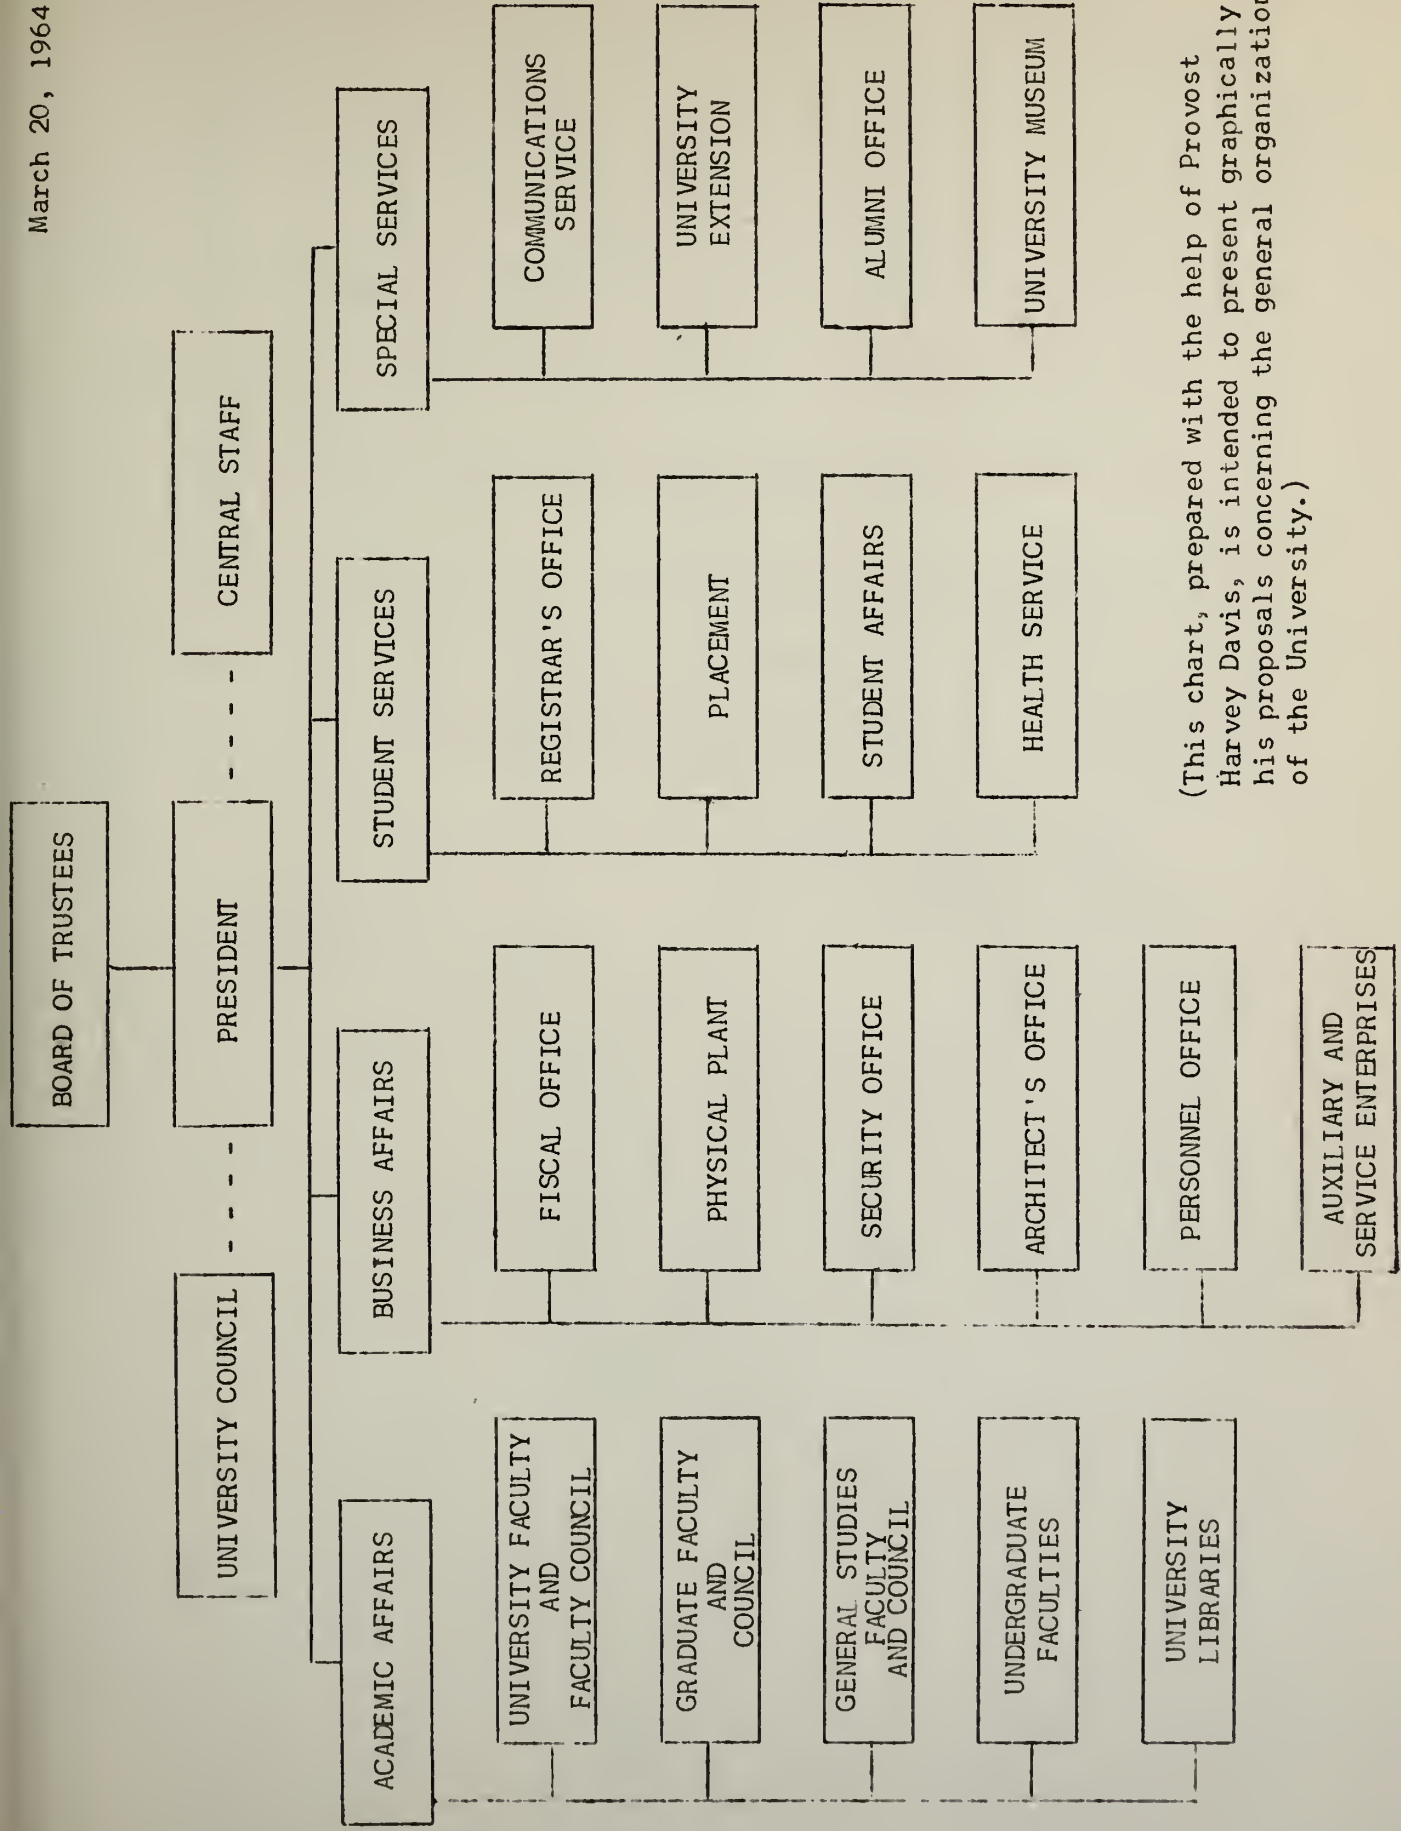 March 20, 1964
BOARD OF TRUSTEES
UNIVERSITY COUNCIL
PRESIDENT
CENTRAL STAFF
ACADEMIC AFFAIRS
BUSINESS AFFAIRS
STUDENT SERVICES
SPECIAL SERVICES
UNIVERSITY FACULTY
AND
FACULTY COUNCIL
GRADUATE FACULTY
AND
COUNCIL
GENERAL STUDIES
FACULTY
AND COUNCIL
UNDERGRADUATE
FACULTIES
UNIVERSITY
LIBRARIES
FISCAL OFFICE
PHYSICAL PLANT
SECURITY OFFICE
ARCHITECT'S OFFICE
PERSONNEL OFFICE
AUXILIARY AND
SERVICE ENTERPRISES
REGISTRAR'S OFFICE
PLACEMENT
STUDENT AFFAIRS
HEALTH SERVICE
COMMUNICATIONS
SERVICE
UNIVERSITY
EXTENSION
ALUMNI OFFICE
UNIVERSITY MUSEUM
(This chart, prepared with the help of Provost
Harvey Davis, is intended to present graphically
his proposals concerning the general organization
of the University.)